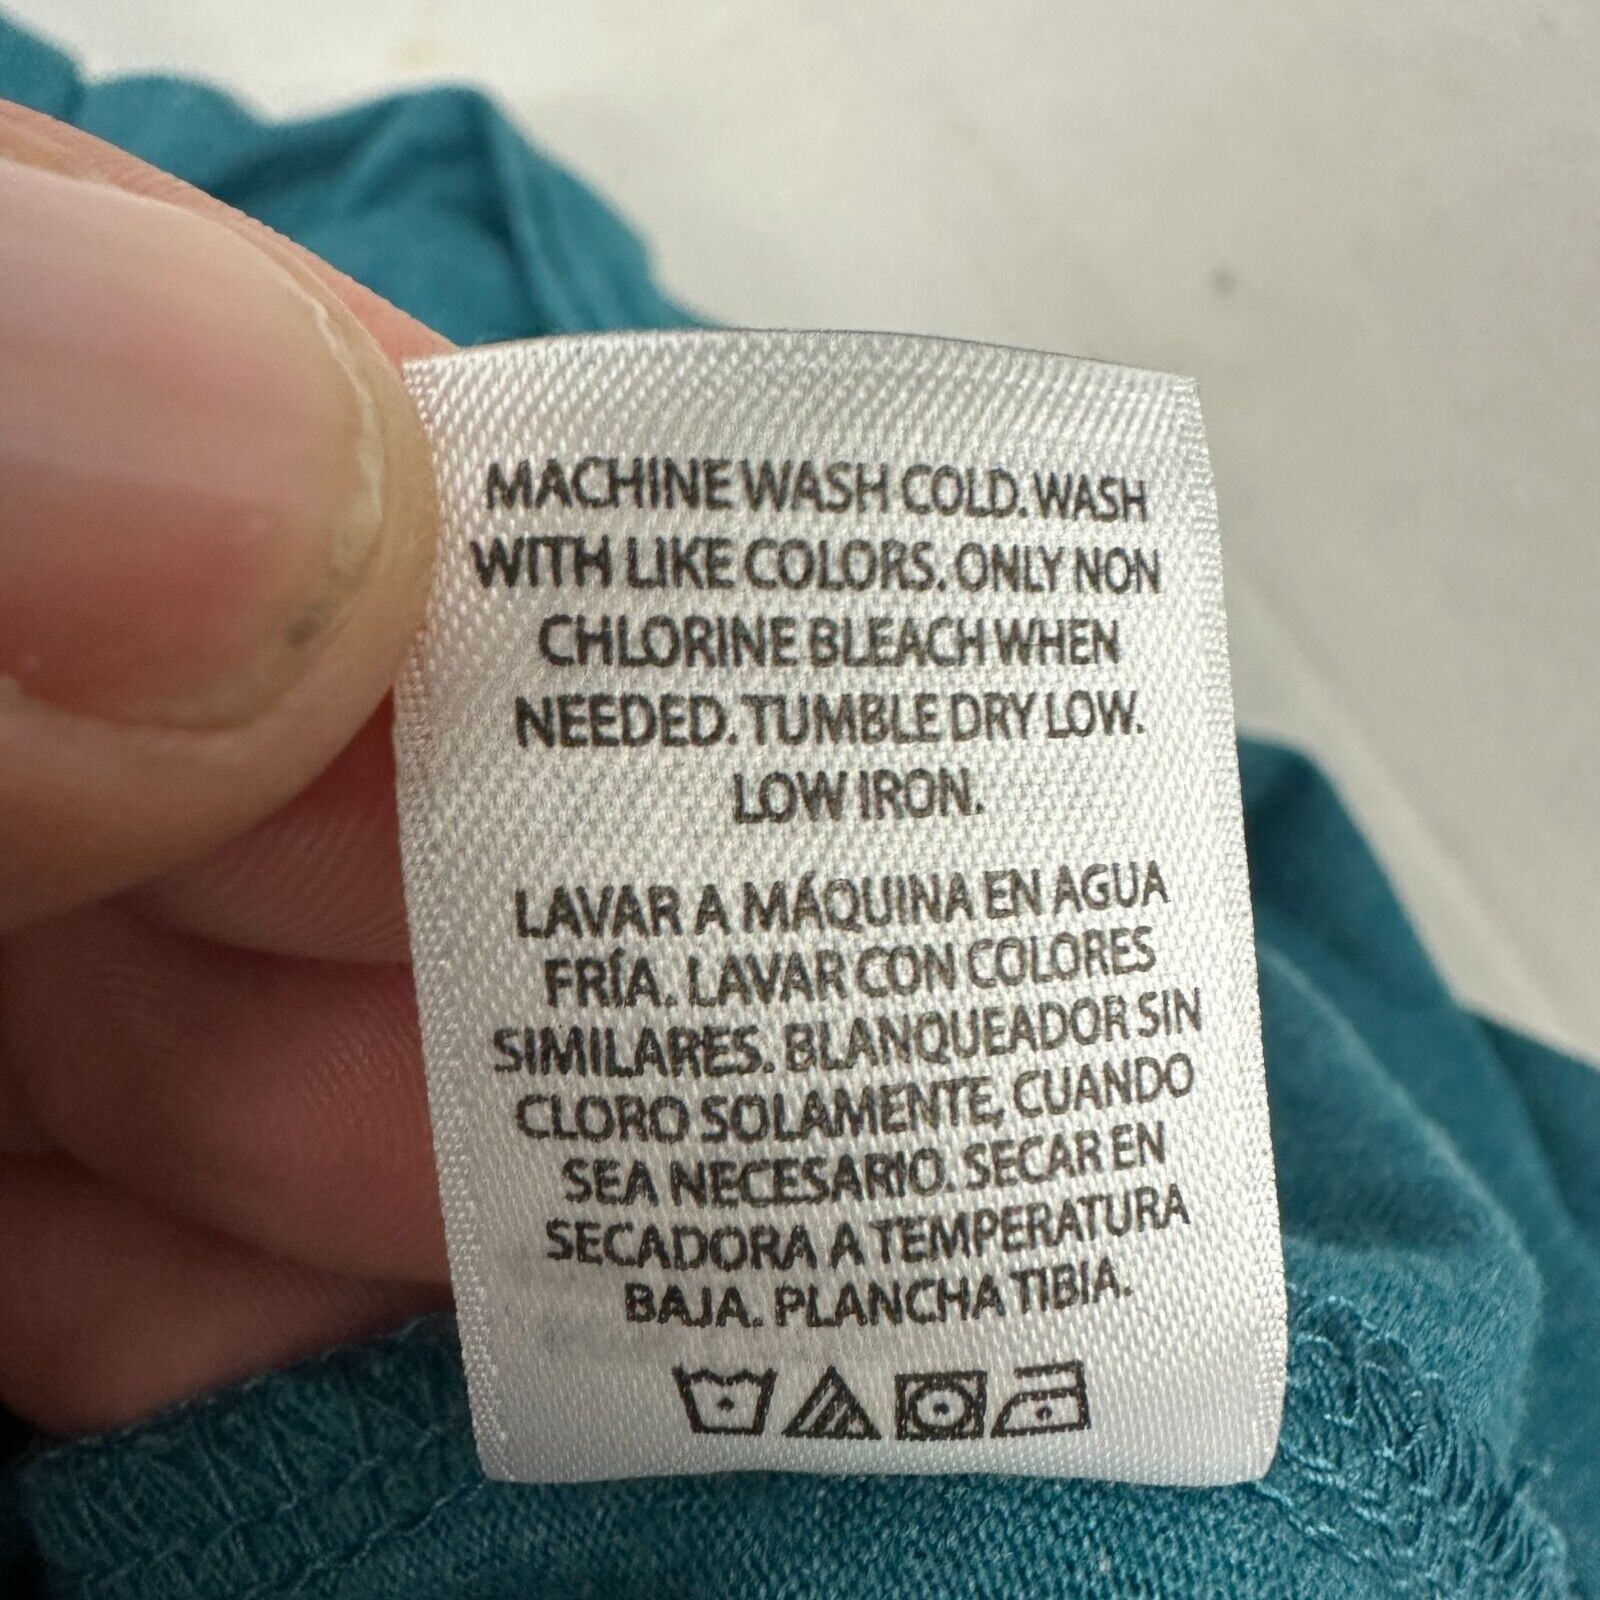 MACHINE WASH COLD. WASH
WITH LIKE COLORS. ONLY NON
CHLORINE BLEACH WHEN
NEEDED. TUMBLE DRY LOW.
LOW IRON.
LAVAR A MÁQUINA EN AGUA
FRÍA. LAVAR CON COLORES
SIMILARES. BLANQUEADOR SIN
CLORO SOLAMENTE, CUANDO
SEA NECESARIO. SECAR EN
SECADORA A TEMPERATURA
BAJA. PLANCHA TIBIA.